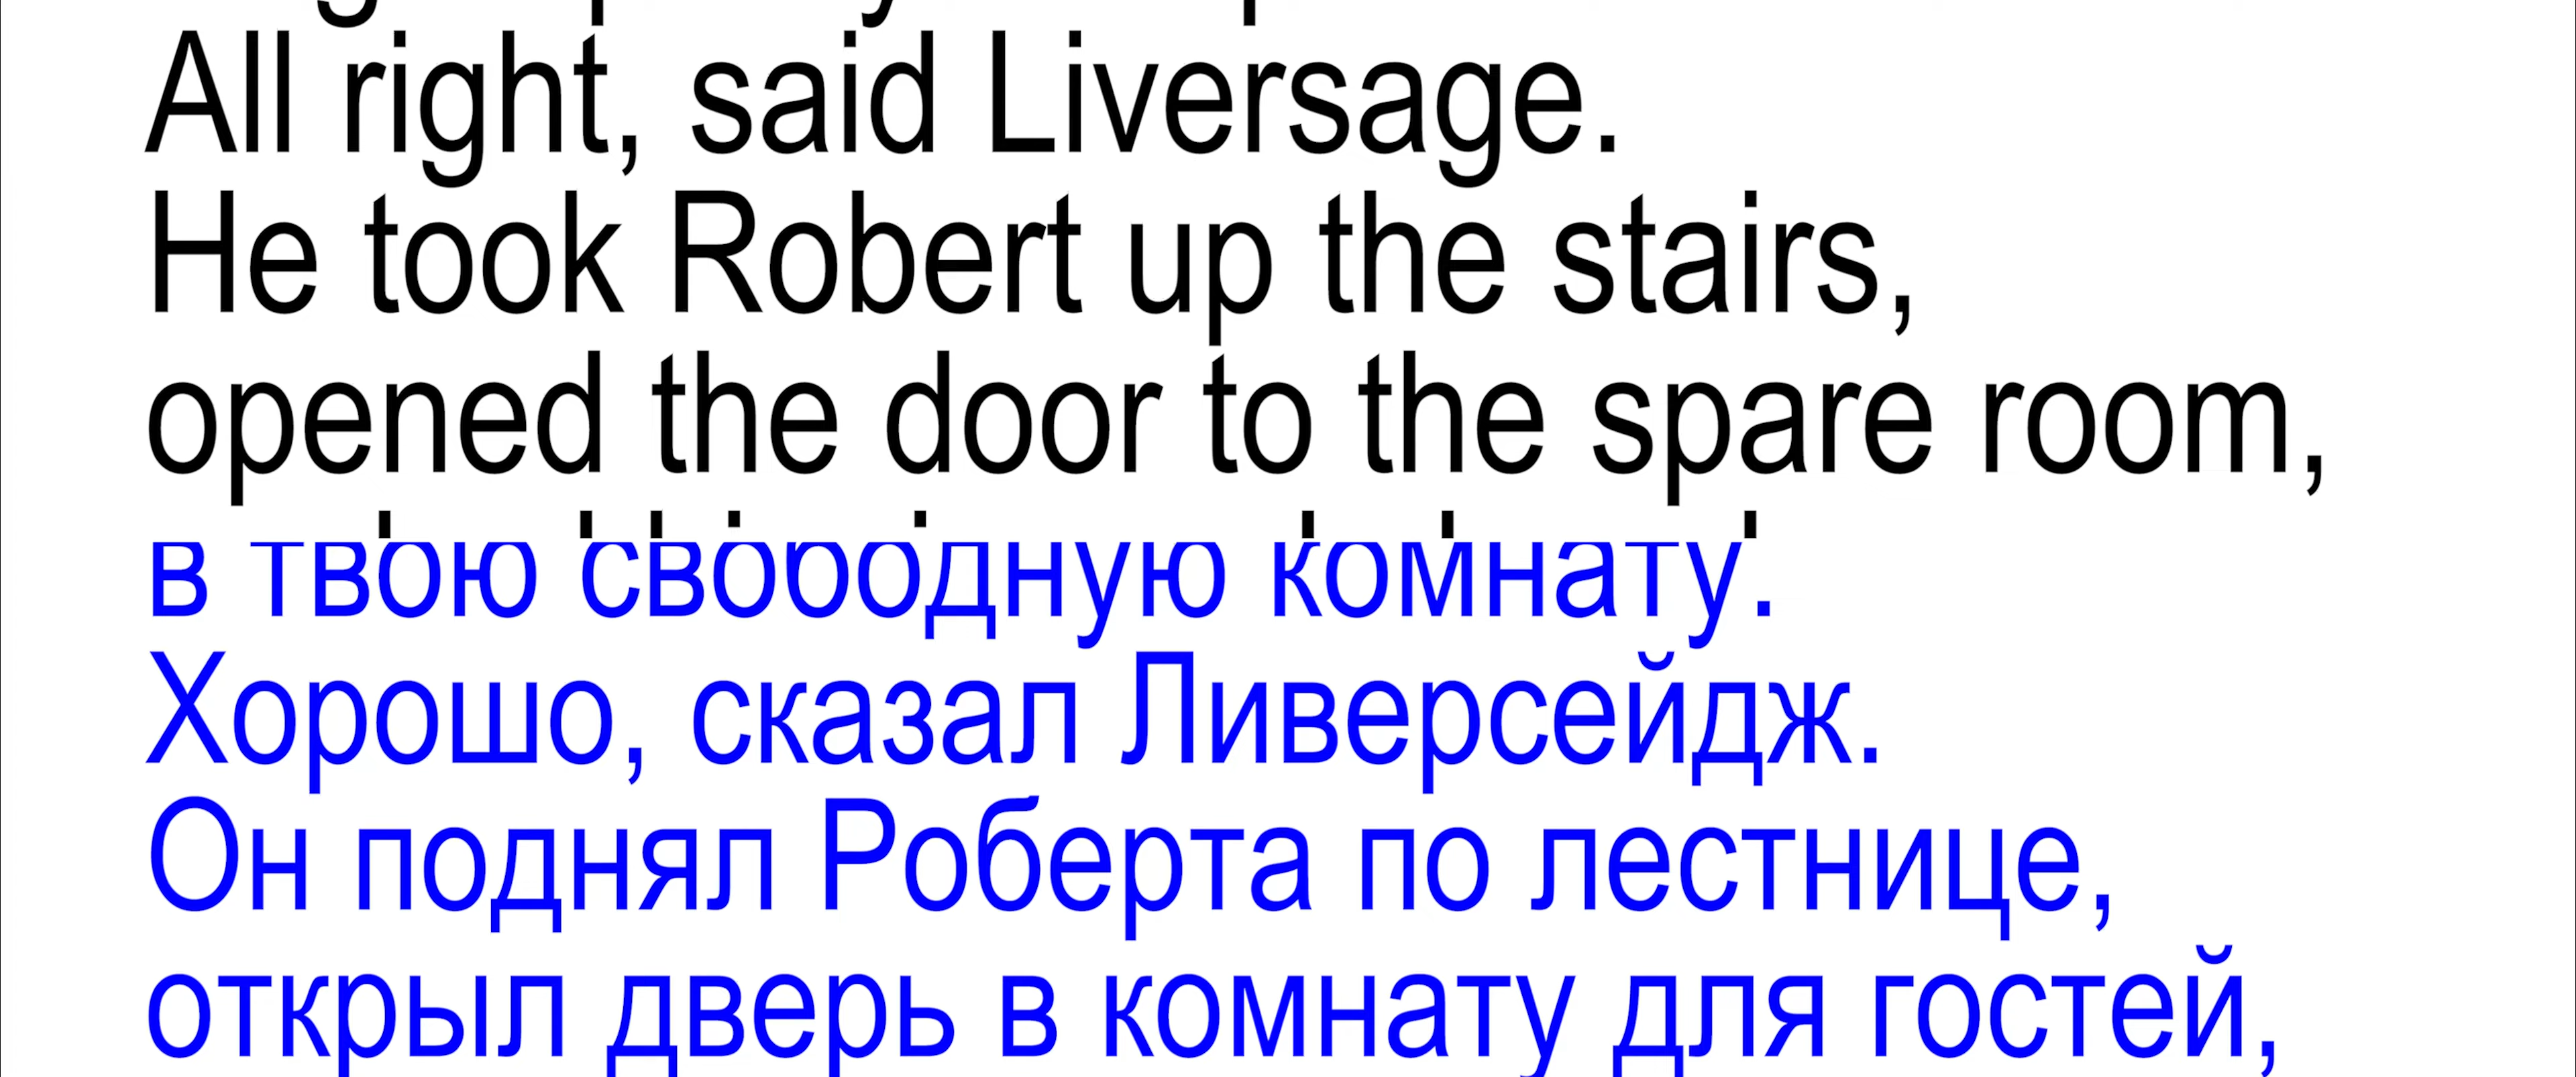 All right, said Liversage.
He took Robert up the stairs,
opened the door to the spare room,
в твою свободную комнату.
Хорошо, сказал Ливерсейдж.
Он поднял Роберта по лестнице,
открыл дверь в комнату для гостей,